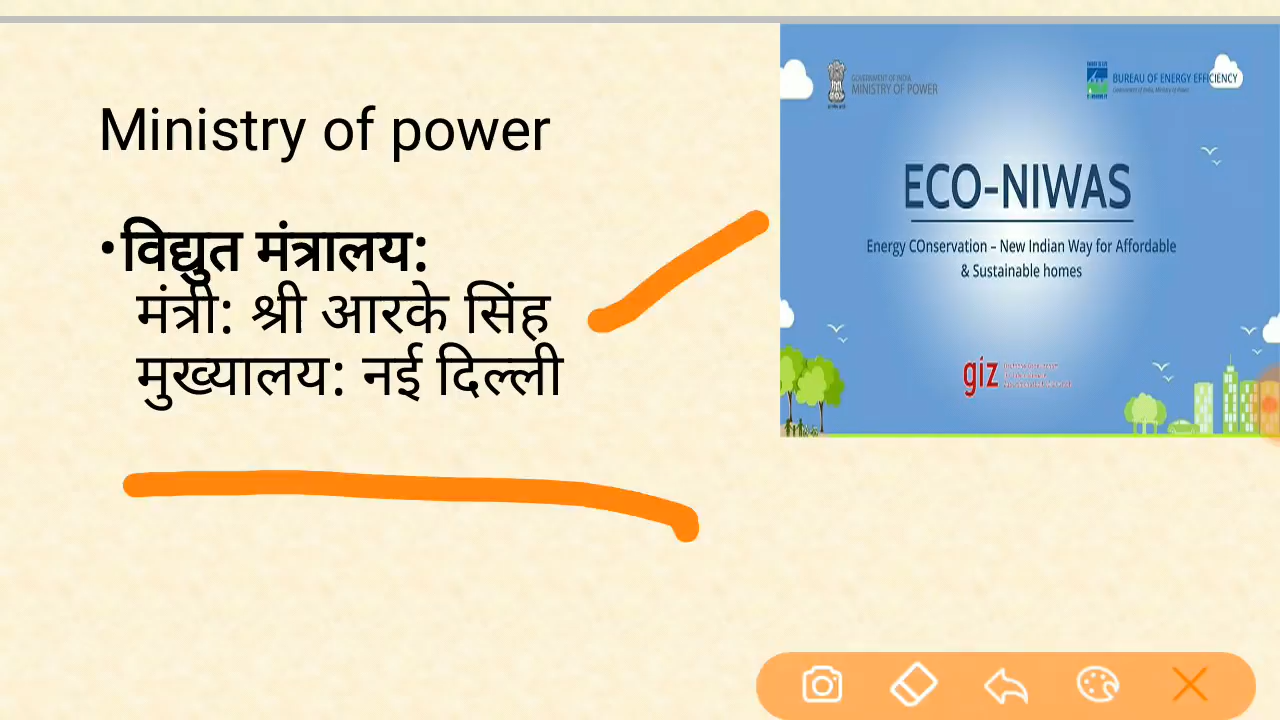 Ministry of power
•विद्युत मंत्रालय:
मंत्री: श्री आरके सिंह
मुख्यालय: नई दिल्ली
GOVERNMENT OF INDIA
MINISTRY OF POWER
BUREAU OF ENERGY EFFICIENCY
ECO-NIWAS
Energy COnservation – New Indian Way for Affordable
& Sustainable homes
giz